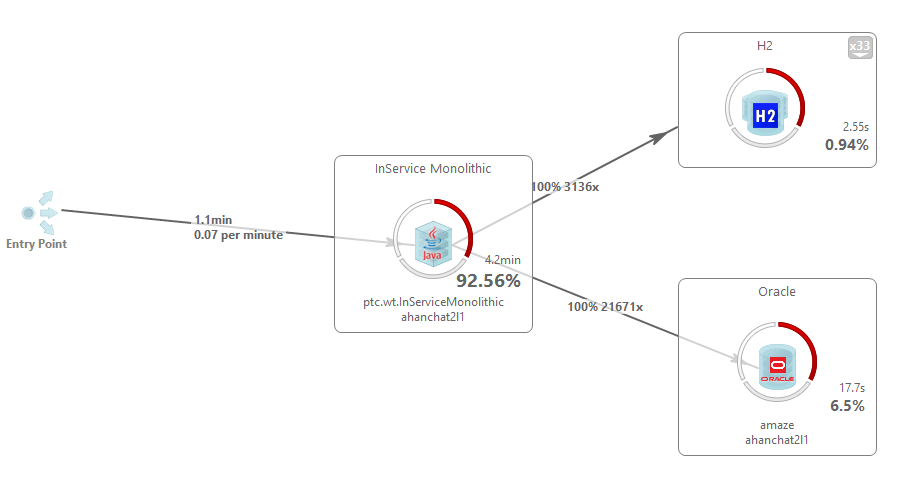 Entry Point
1.1min
0.07 per minute
InService Monolithic
Java
4.2min
92.56%
ptc.wt.InServiceMonolithic
ahanchat2l1
100% 3136x
100% 21671x
H2
x33
H2
2.55s
0.94%
Oracle
ORACLE
17.7s
6.5%
amaze
ahanchat2l1